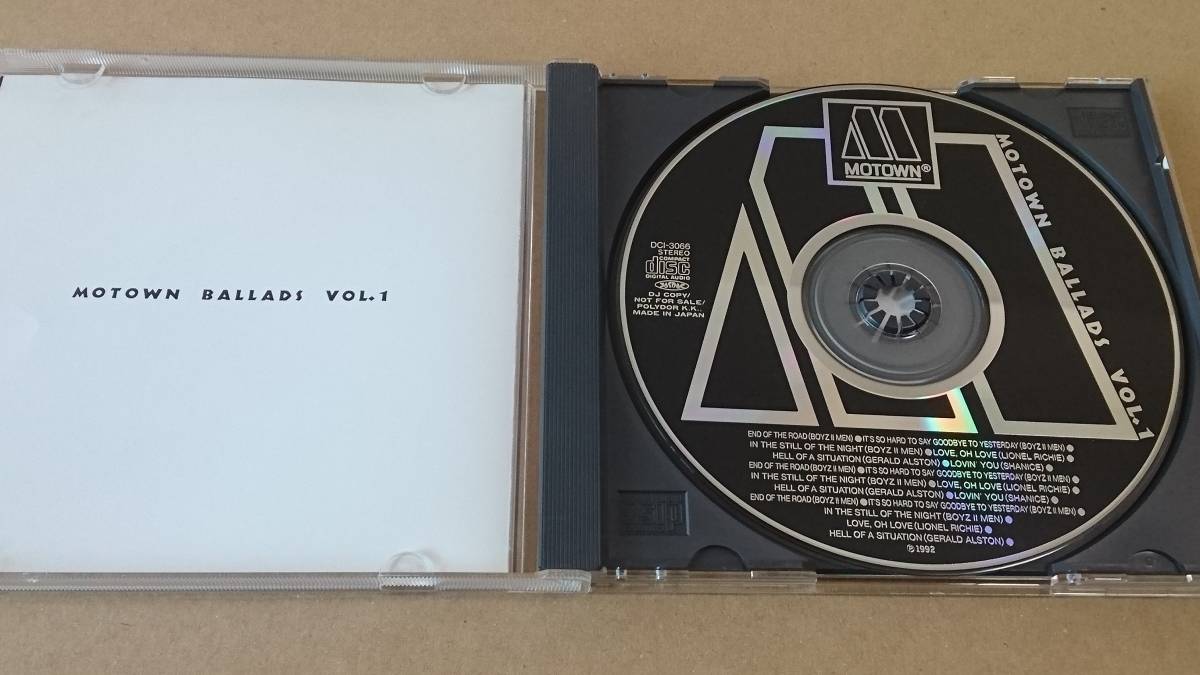 MOTOWN BALLADS VOL.1
MOTOWN®
MOTOWN BALLADS VOL.1
DCI-3066
STEREO
COMPACT
disc
DIGITAL AUDIO
DJ COPY/
NOT FOR SALE/
POLYDOR K.K.,
MADE IN JAPAN
END OF THE ROAD (BOYZ II MEN) ●IT'S SO HARD TO SAY GOODBYE TO YESTERDAY (BOYZ II MEN) ●
IN THE STILL OF THE NIGHT (BOYZ II MEN) ●LOVE, OH LOVE (LIONEL RICHIE) ●
HELL OF A SITUATION (GERALD ALSTON) ●LOVIN' YOU (SHANICE) ●
END OF THE ROAD (BOYZ II MEN) ●IT'S SO HARD TO SAY GOODBYE TO YESTERDAY (BOYZ II MEN) ●
IN THE STILL OF THE NIGHT (BOYZ II MEN) ●LOVE, OH LOVE (LIONEL RICHIE) ●
HELL OF A SITUATION (GERALD ALSTON) ●LOVIN' YOU (SHANICE) ●
END OF THE ROAD (BOYZ II MEN) ●IT'S SO HARD TO SAY GOODBYE TO YESTERDAY (BOYZ II MEN) ●
IN THE STILL OF THE NIGHT (BOYZ II MEN) ●
LOVE, OH LOVE (LIONEL RICHIE) ●
HELL OF A SITUATION (GERALD ALSTON) ●
℗ 1992